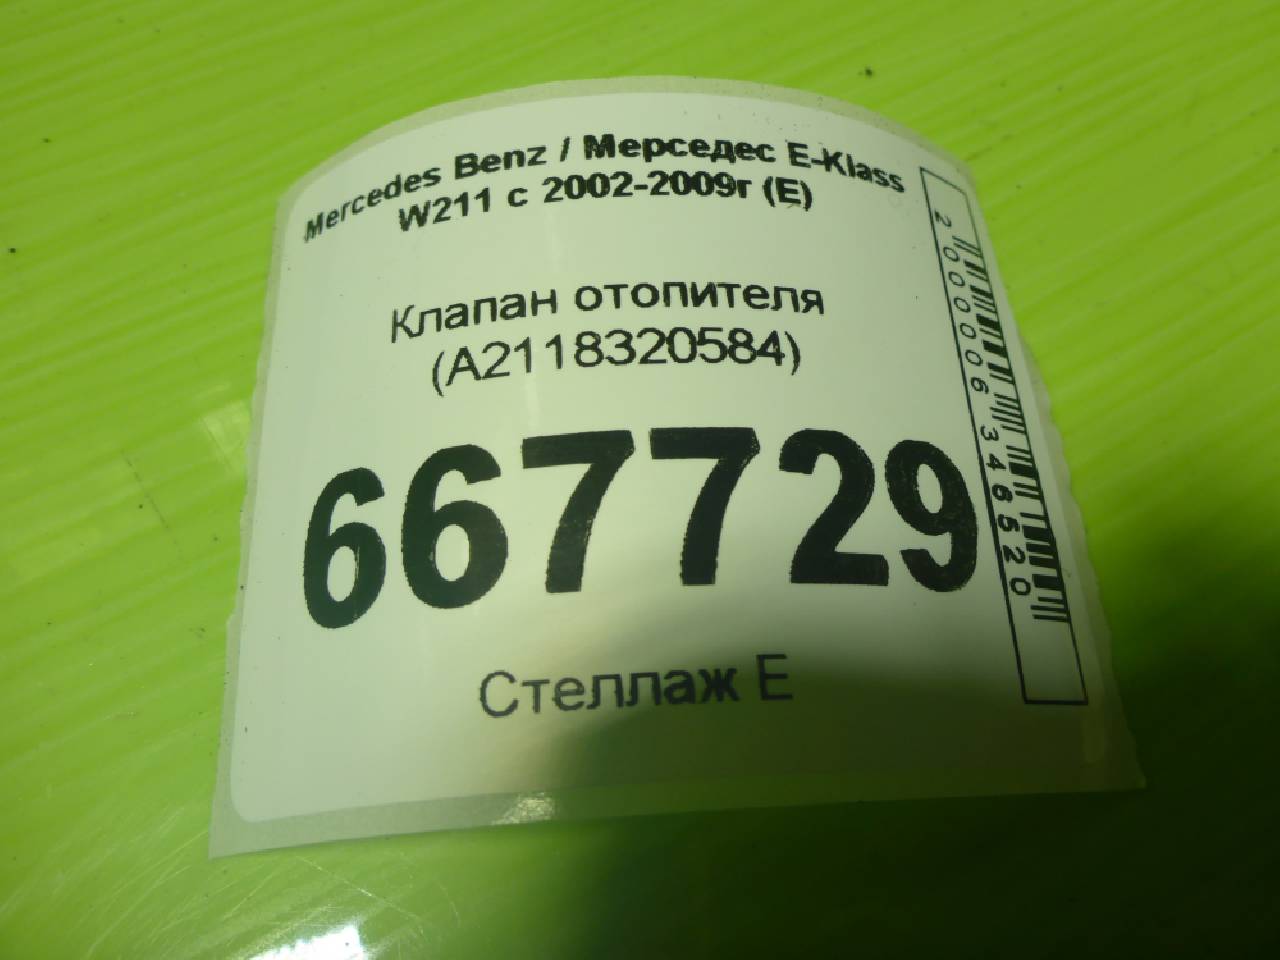 Mercedes Benz / Мерседес E-Klass
W211 с 2002-2009г (E)
Клапан отопителя
(A2118320584)
667729
Стеллаж Е
2000006346520